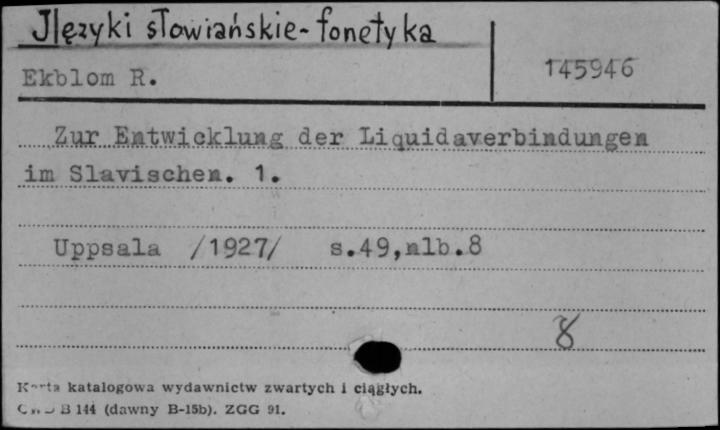 Języki słowiańskie-fonetyka
Ekblom R.
145946
Zur Entwicklung der Liquidaverbindungen
im Slavischen. 1.
Uppsala /1927/ s.49,nlb.8
8
Karta katalogowa wydawnictw zwartych i ciągłych.
B 144 (dawny B-15b). ZGG 91.